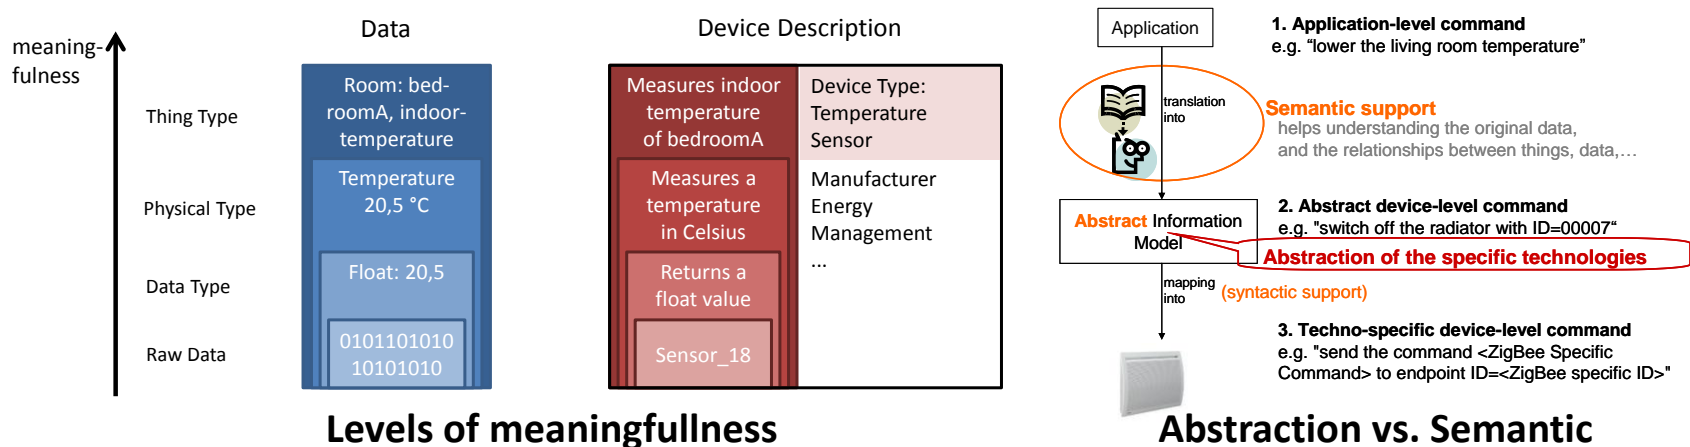 meaning-
fulness
Data
Device Description
Thing Type
Physical Type
Data Type
Raw Data
Room: bed-
roomA, indoor-
temperature
Temperature
20,5 °C
Float: 20,5
0101101010
10101010
Measures indoor
temperature
of bedroomA
Measures a
temperature
in Celsius
Returns a
float value
Sensor_18
Device Type:
Temperature
Sensor
Manufacturer
Energy
Management
...
Levels of meaningfullness
Application
1. Application-level command
e.g. “lower the living room temperature”
translation
into
Semantic support
helps understanding the original data,
and the relationships between things, data,…
Abstract Information
Model
2. Abstract device-level command
e.g. "switch off the radiator with ID=00007“
Abstraction of the specific technologies
mapping
into
(syntactic support)
3. Techno-specific device-level command
e.g. "send the command <ZigBee Specific
Command> to endpoint ID=<ZigBee specific ID>"
Abstraction vs. Semantic